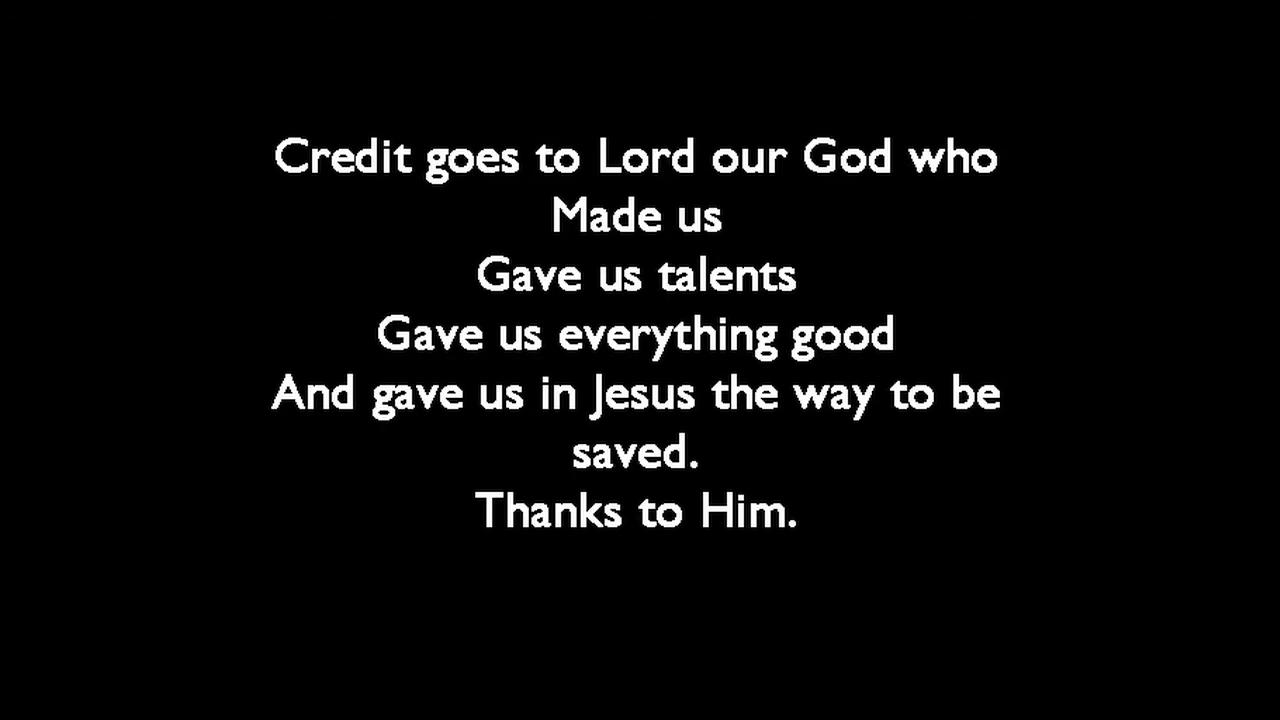 Credit goes to Lord our God who
Made us
Gave us talents
Gave us everything good
And gave us in Jesus the way to be
saved.
Thanks to Him.